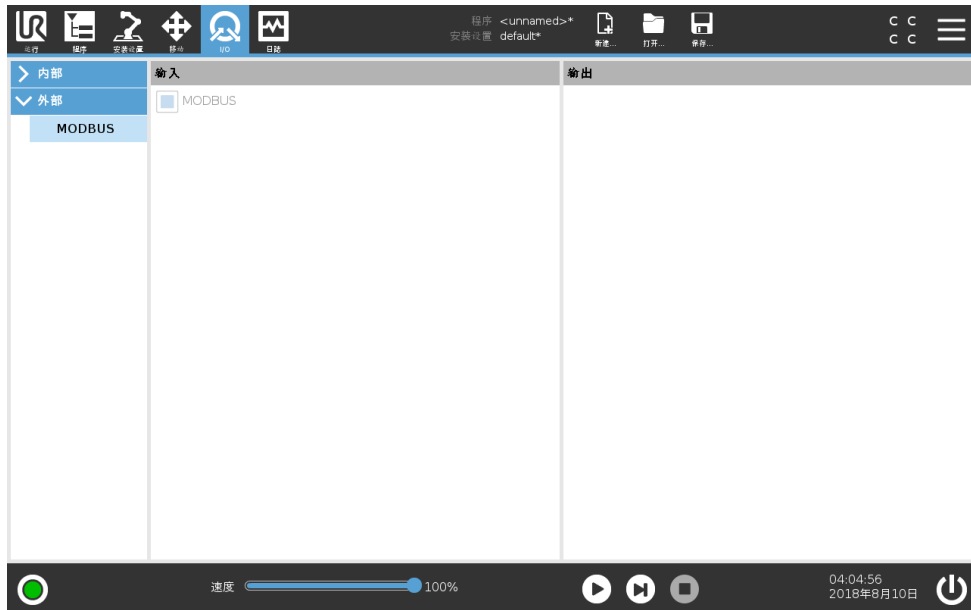 UR
运行
程序
安装设置
移动
I/O
日志
程序 <unnamed>*
安装设置 default*
新建...
打开...
保存...
C C
C C
内部
外部
MODBUS
输入
MODBUS
输出
速度
100%
04:04:56
2018年8月10日